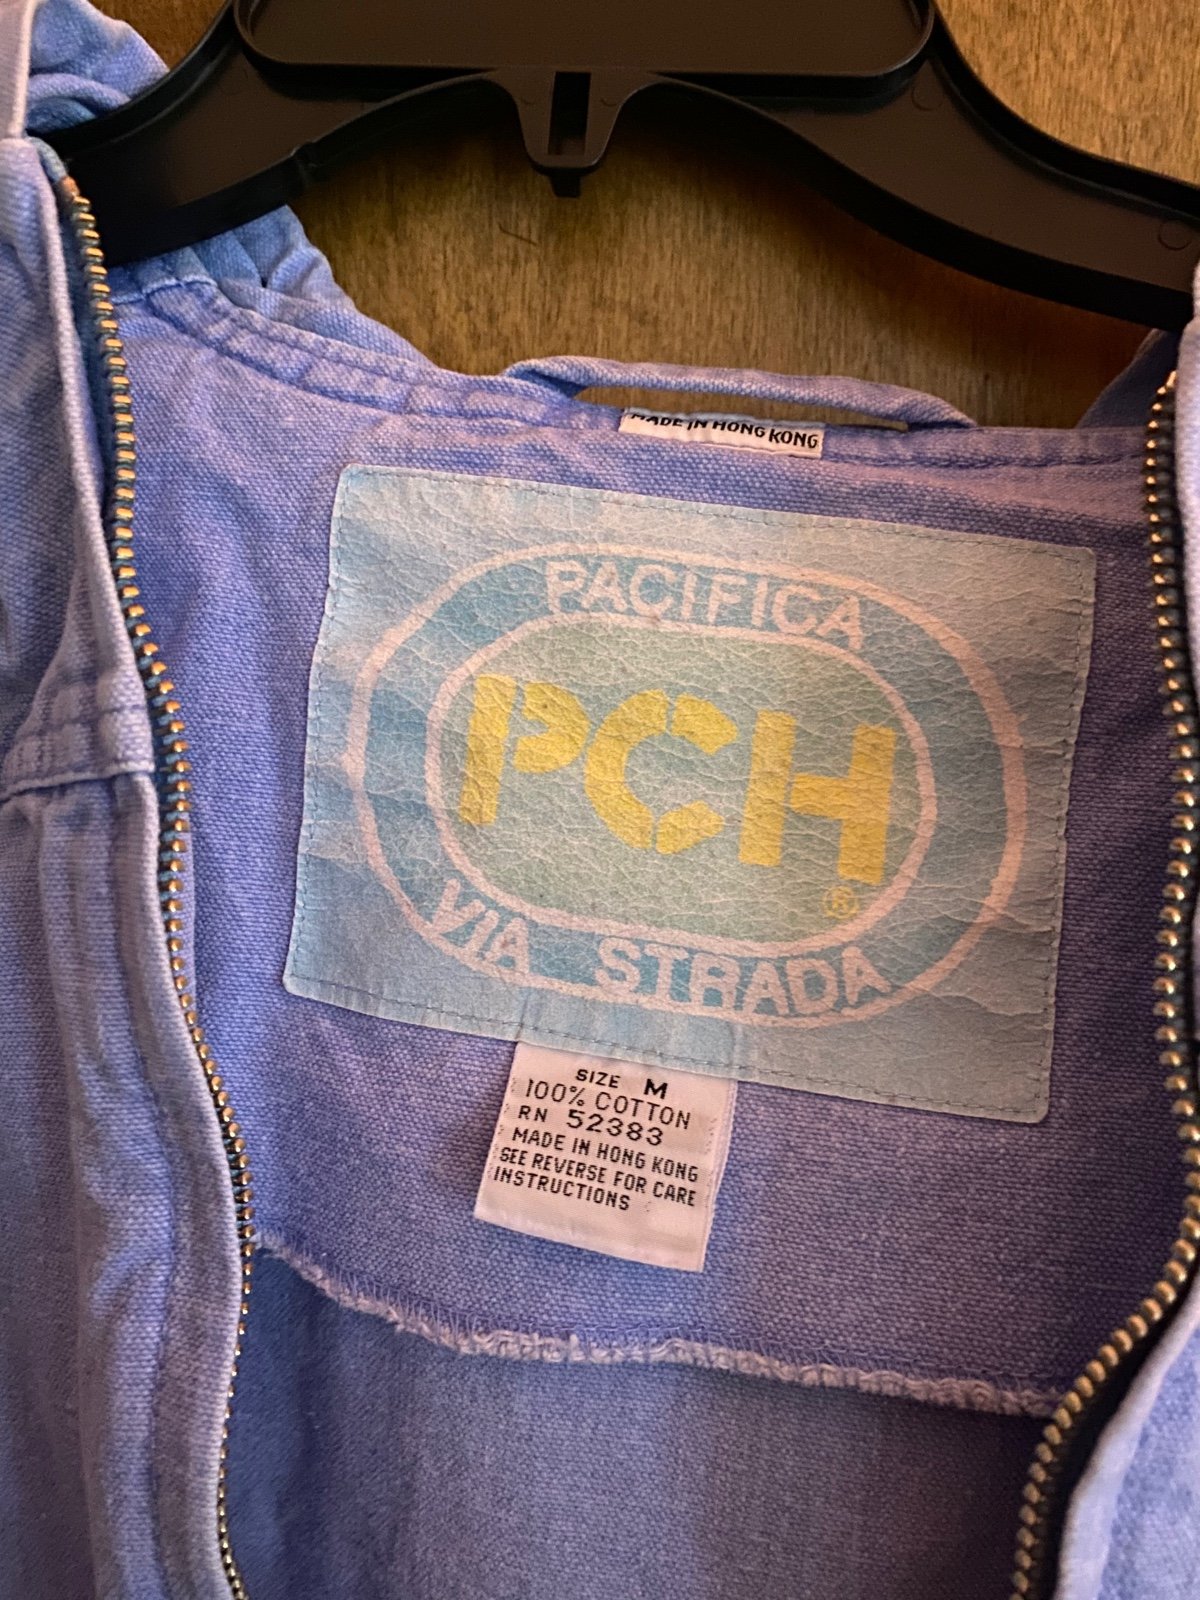 MADE IN HONG KONG
PACIFICA
PCH®
VIA STRADA
SIZE M
100% COTTON
RN 52383
MADE IN HONG KONG
SEE REVERSE FOR CARE
INSTRUCTIONS